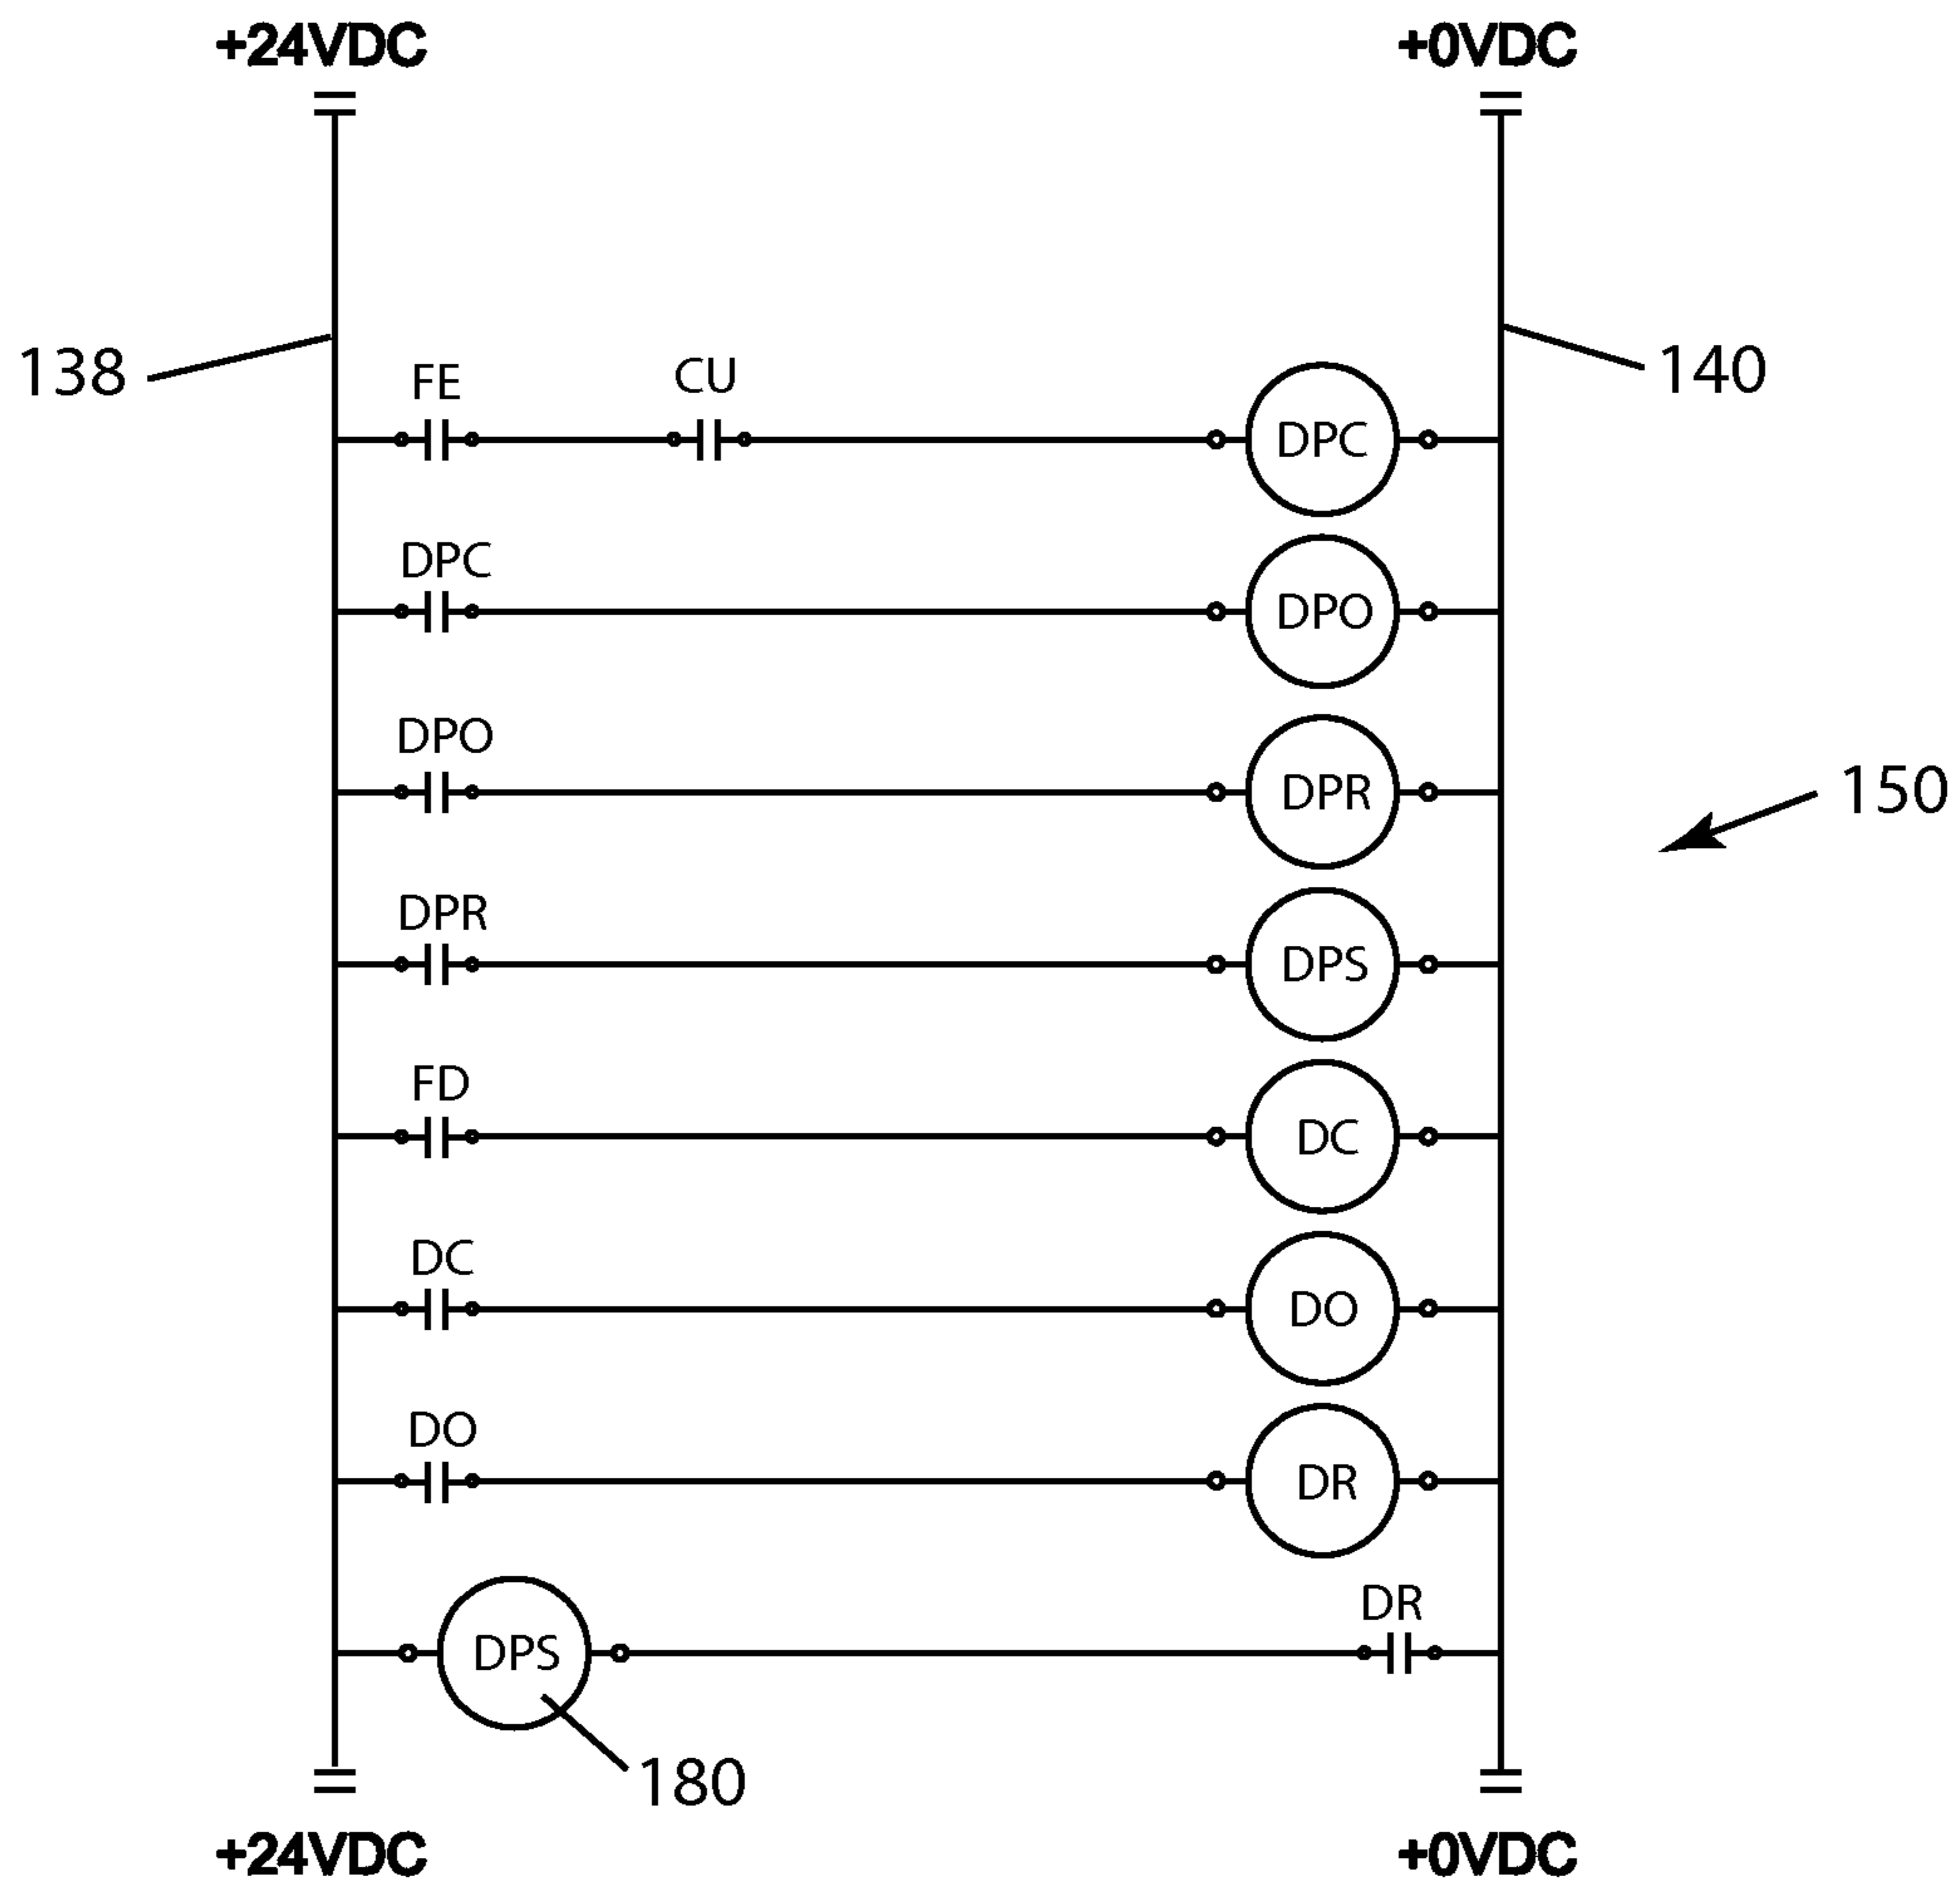 +24VDC +0VDC
138 FE CU 140
DPC
DPC
DPO
DPO
DPR
150
DPR
DPS
FD
DC
DC
DO
DO
DR
DR
DPS
180
+24VDC +0VDC